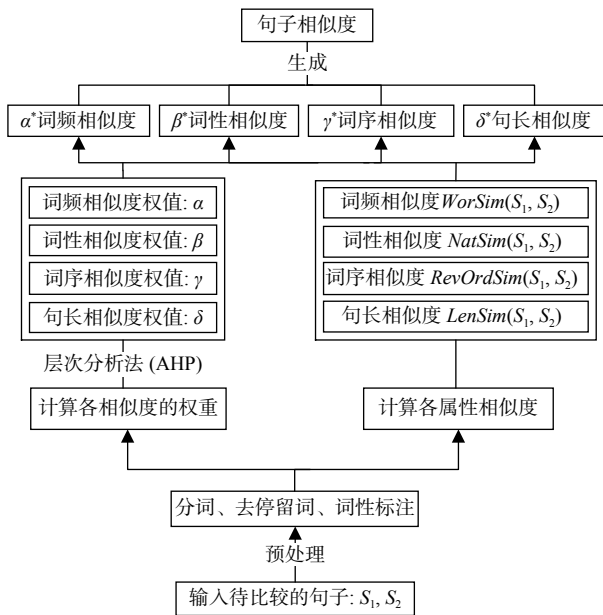 句子相似度
生成
α*词频相似度
β*词性相似度
γ*词序相似度
δ*句长相似度
词频相似度权值: α
词性相似度权值: β
词序相似度权值: γ
句长相似度权值: δ
词频相似度WorSim(S₁, S₂)
词性相似度 NatSim(S₁, S₂)
词序相似度 RevOrdSim(S₁, S₂)
句长相似度 LenSim(S₁, S₂)
层次分析法 (AHP)
计算各相似度的权重
计算各属性相似度
分词、去停留词、词性标注
预处理
输入待比较的句子: S₁, S₂